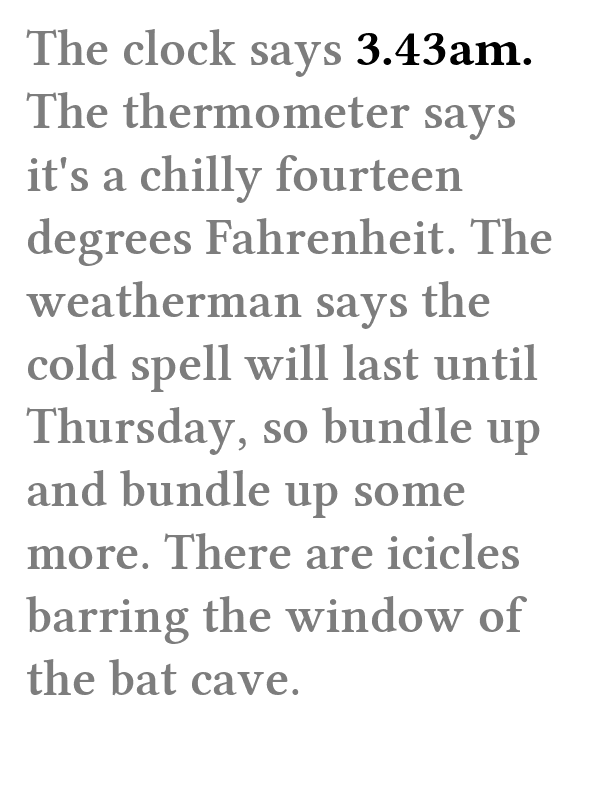 The clock says 3.43am.
The thermometer says
it's a chilly fourteen
degrees Fahrenheit. The
weatherman says the
cold spell will last until
Thursday, so bundle up
and bundle up some
more. There are icicles
barring the window of
the bat cave.